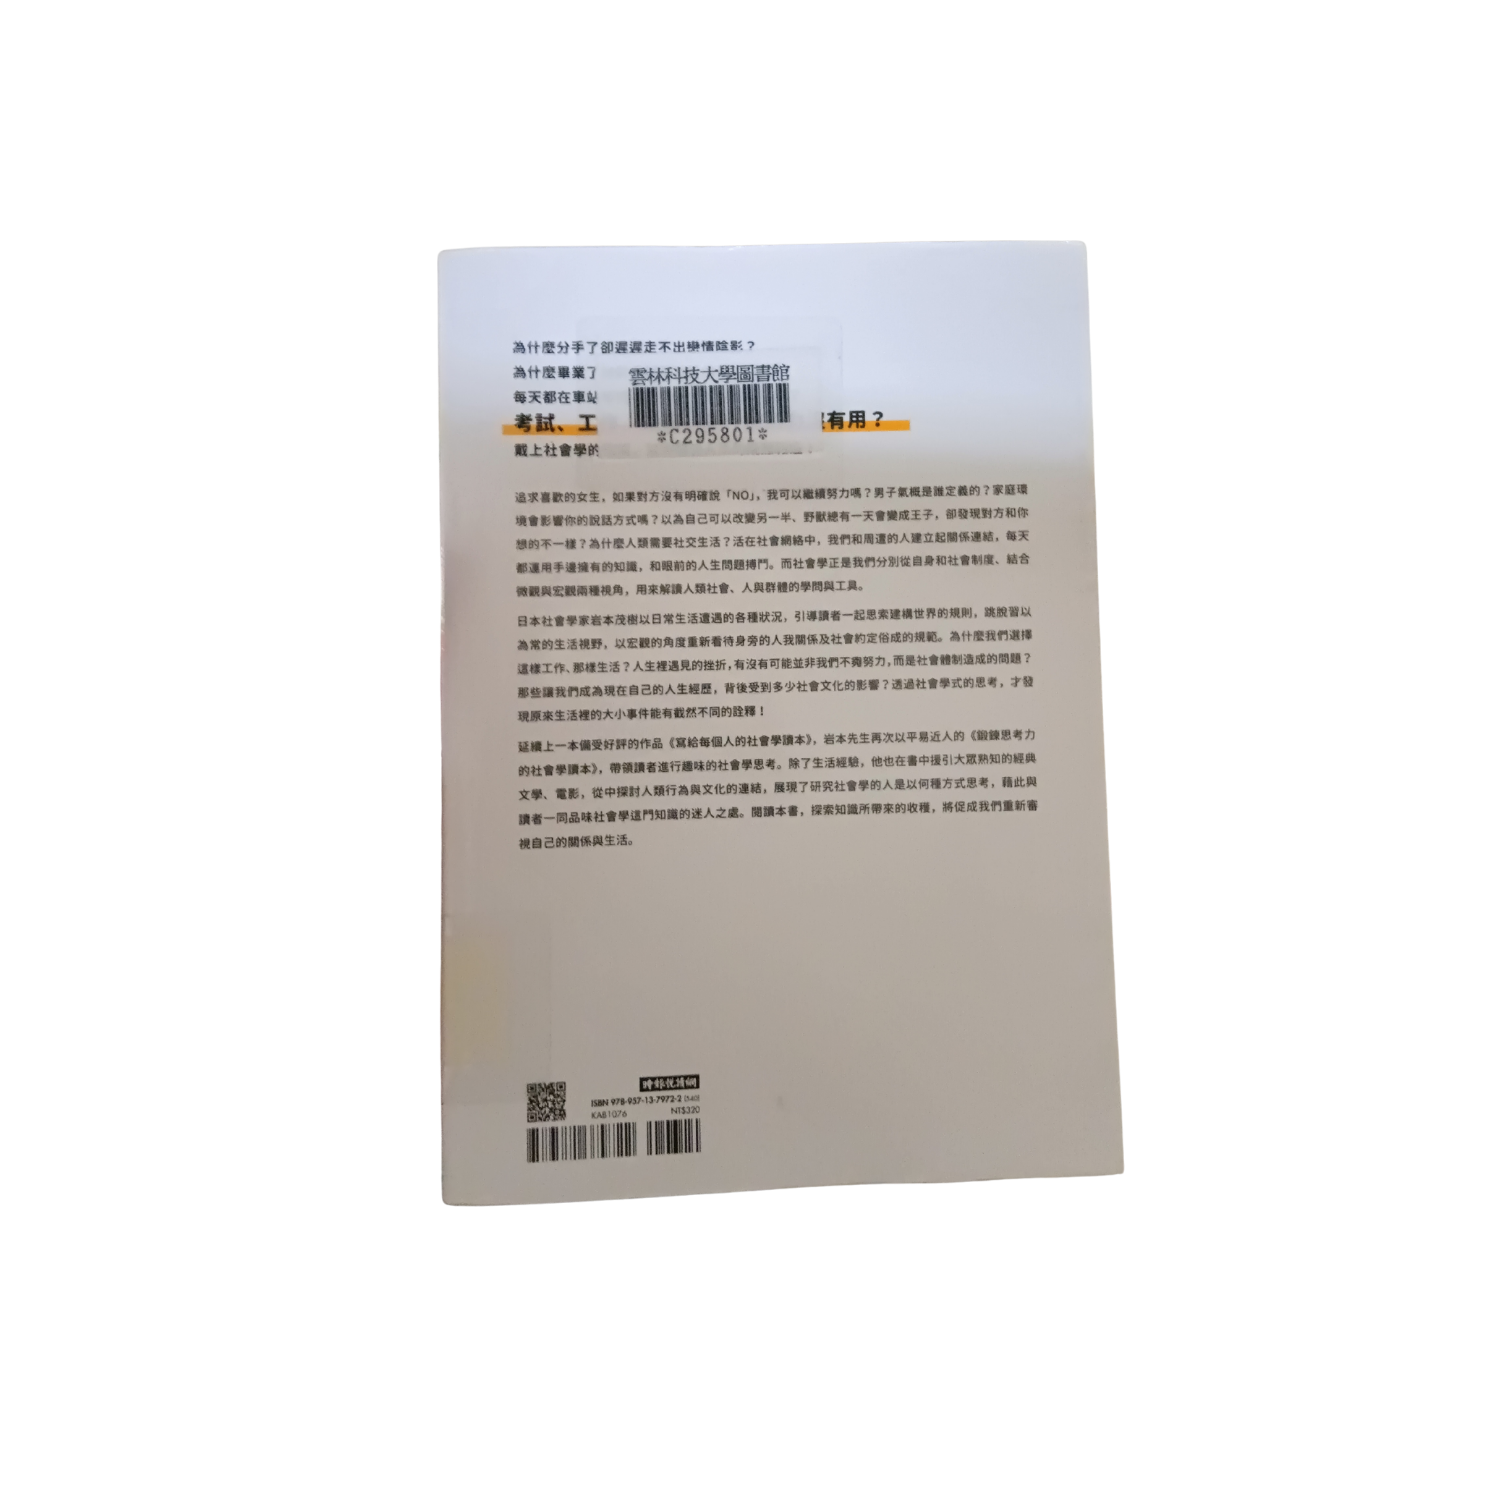 為什麼分手了卻遲遲走不出戀情陰影？
為什麼畢業了
每天都在車站
考試、工 有用？
戴上社會學的
雲林科技大學圖書館
*C295801*
追求喜歡的女生，如果對方沒有明確說「NO」，我可以繼續努力嗎？男子氣概是誰定義的？家庭環
境會影響你的說話方式嗎？以為自己可以改變另一半、野獸總有一天會變成王子，卻發現對方和你
想的不一樣？為什麼人類需要社交生活？活在社會網絡中，我們和周遭的人建立起關係連結，每天
都運用手邊擁有的知識，和眼前的人生問題搏鬥。而社會學正是我們分別從自身和社會制度、結合
微觀與宏觀兩種視角，用來解讀人類社會、人與群體的學問與工具。
日本社會學家岩本茂樹以日常生活遭遇的各種狀況，引導讀者一起思索建構世界的規則，跳脫習以
為常的生活視野，以宏觀的角度重新看待身旁的人我關係及社會約定俗成的規範。為什麼我們選擇
這樣工作、那樣生活？人生裡遇見的挫折，有沒有可能並非我們不夠努力，而是社會體制造成的問題？
那些讓我們成為現在自己的人生經歷，背後受到多少社會文化的影響？透過社會學式的思考，才發
現原來生活裡的大小事件能有截然不同的詮釋！
延續上一本備受好評的作品《寫給每個人的社會學讀本》，岩本先生再次以平易近人的《鍛鍊思考力
的社會學讀本》，帶領讀者進行趣味的社會學思考。除了生活經驗，他也在書中援引大眾熟知的經典
文學、電影，從中探討人類行為與文化的連結，展現了研究社會學的人是以何種方式思考，藉此與
讀者一同品味社會學這門知識的迷人之處。閱讀本書，探索知識所帶來的收穫，將促成我們重新審
視自己的關係與生活。
時報悅讀網
ISBN 978-957-13-7972-2 (540)
KAB1076 NT$320